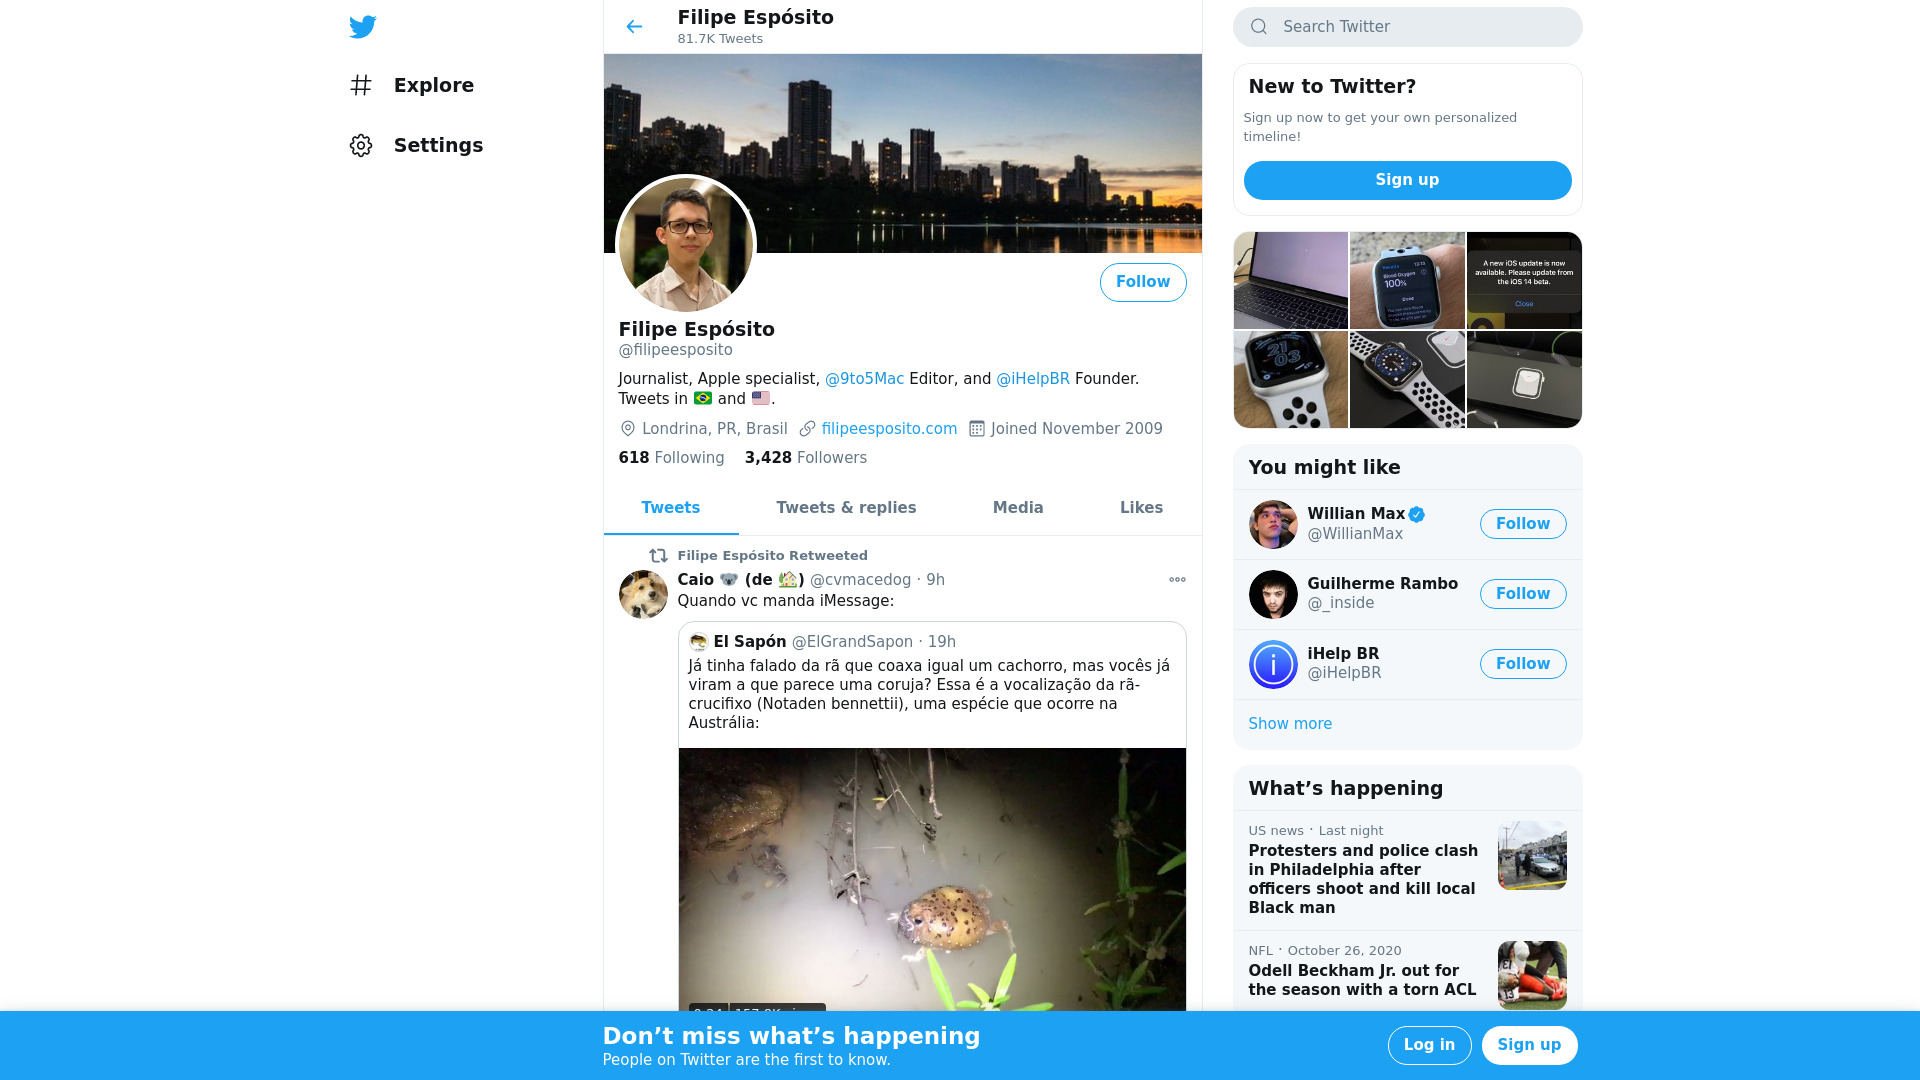 Filipe Espósito
81.7K Tweets
Explore
Settings
Follow
Filipe Espósito
@filipeesposito
Journalist, Apple specialist, @9to5Mac Editor, and @iHelpBR Founder.
Tweets in 🇧🇷 and 🇺🇸.
Londrina, PR, Brasil filipeesposito.com Joined November 2009
618 Following 3,428 Followers
Tweets Tweets & replies Media Likes
Filipe Espósito Retweeted
Caio 🐨 (de 🏡) @cvmacedog · 9h
Quando vc manda iMessage:
El Sapón @ElGrandSapon · 19h
Já tinha falado da rã que coaxa igual um cachorro, mas vocês já
viram a que parece uma coruja? Essa é a vocalização da rã-
crucifixo (Notaden bennettii), uma espécie que ocorre na
Austrália:
Search Twitter
New to Twitter?
Sign up now to get your own personalized
timeline!
Sign up
Blood Oxygen
100%
A new iOS update is now
available. Please update from
the iOS 14 beta.
Close
21
03
You might like
Willian Max
@WillianMax
Follow
Guilherme Rambo
@_inside
Follow
iHelp BR
@iHelpBR
Follow
Show more
What’s happening
US news · Last night
Protesters and police clash
in Philadelphia after
officers shoot and kill local
Black man
NFL · October 26, 2020
Odell Beckham Jr. out for
the season with a torn ACL
13
Don’t miss what’s happening
People on Twitter are the first to know.
Log in
Sign up